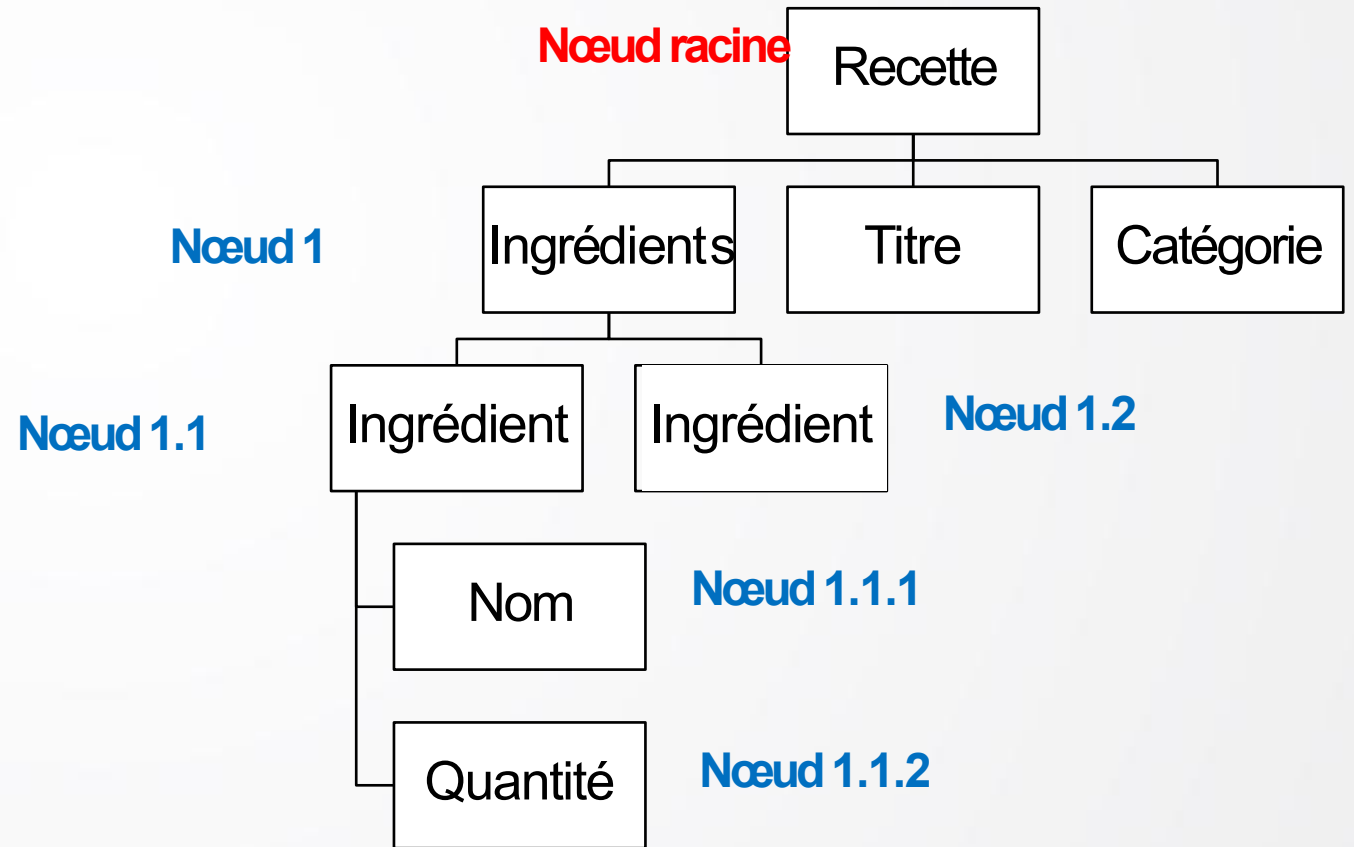 Nœud racine
Recette
Nœud 1
Ingrédients
Titre
Catégorie
Nœud 1.1
Ingrédient
Ingrédient
Nœud 1.2
Nom
Nœud 1.1.1
Quantité
Nœud 1.1.2